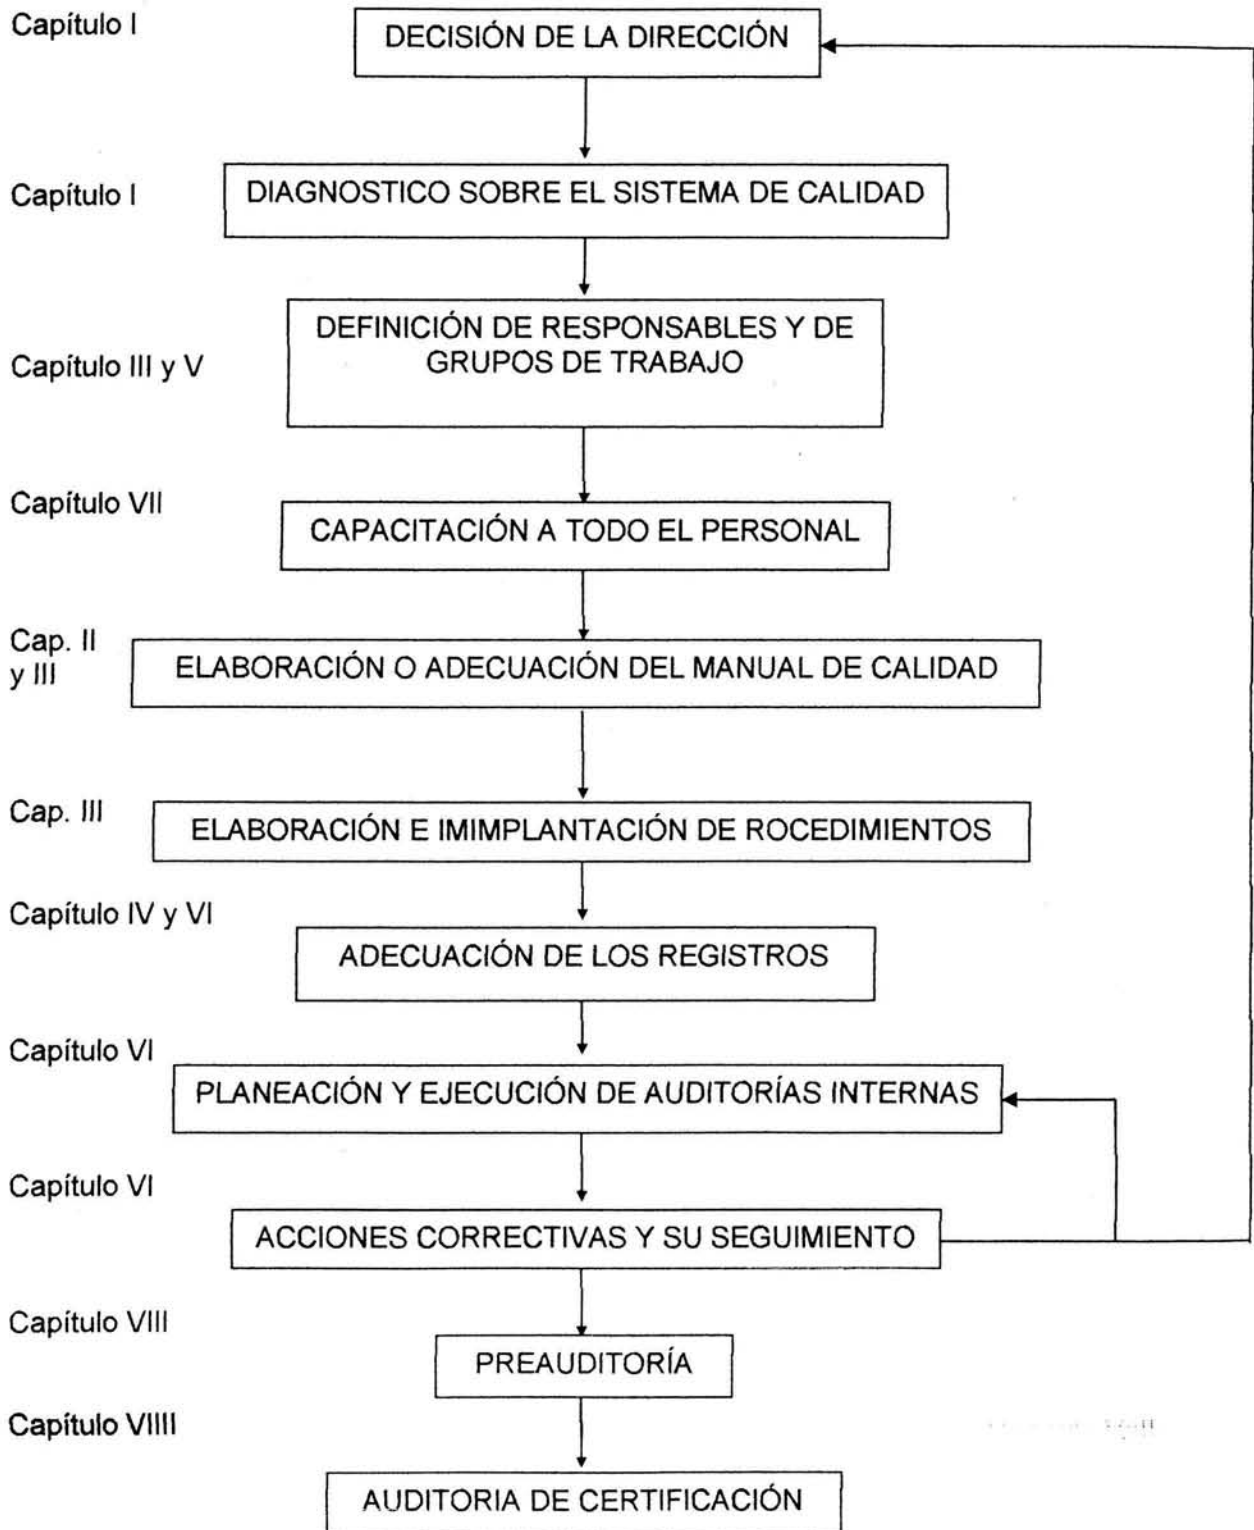 Capítulo I
DECISIÓN DE LA DIRECCIÓN
Capítulo I
DIAGNOSTICO SOBRE EL SISTEMA DE CALIDAD
DEFINICIÓN DE RESPONSABLES Y DE
GRUPOS DE TRABAJO
Capítulo III y V
Capítulo VII
CAPACITACIÓN A TODO EL PERSONAL
Cap. II
y III
ELABORACIÓN O ADECUACIÓN DEL MANUAL DE CALIDAD
Cap. III
ELABORACIÓN E IMIMPLANTACIÓN DE ROCEDIMIENTOS
Capítulo IV y VI
ADECUACIÓN DE LOS REGISTROS
Capítulo VI
PLANEACIÓN Y EJECUCIÓN DE AUDITORÍAS INTERNAS
Capítulo VI
ACCIONES CORRECTIVAS Y SU SEGUIMIENTO
Capítulo VIII
PREAUDITORÍA
Capítulo VIIII
AUDITORIA DE CERTIFICACIÓN